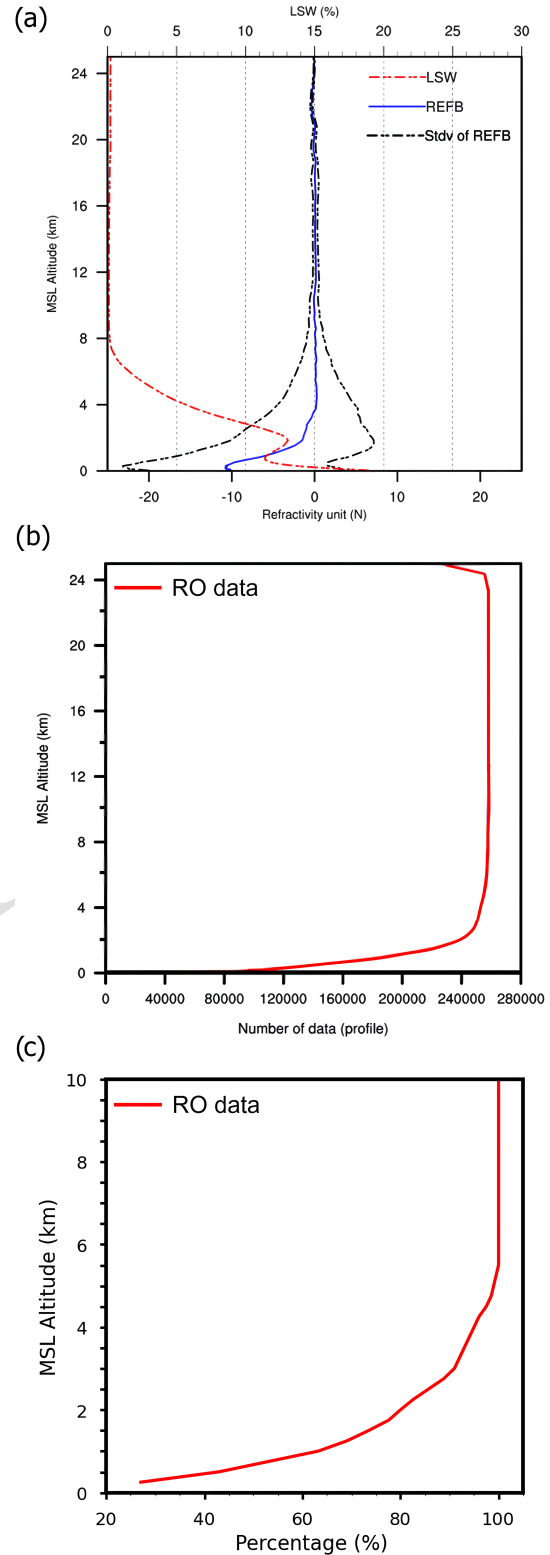 (a)
LSW (%)
0 5 10 15 20 25 30
LSW
REFB
Stdv of REFB
24
20
16
12
8
4
0
MSL Altitude (km)
-20 -10 0 10 20
Refractivity unit (N)
(b)
RO data
24
20
16
12
8
4
0
MSL Altitude (km)
0 40000 80000 120000 160000 200000 240000 280000
Number of data (profile)
(c)
RO data
10
8
6
4
2
0
MSL Altitude (km)
20 40 60 80 100
Percentage (%)